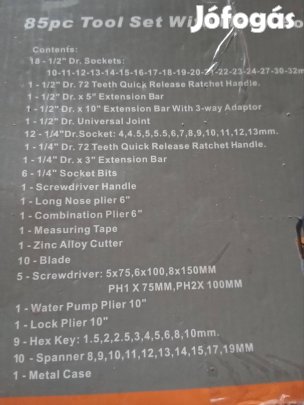 Jófogás
85pc Tool Set Wi
Contents:
18 - 1/2" Dr. Sockets:
10-11-12-13-14-15-16-17-18-19-20-21-22-23-24-27-30-32m
1 - 1/2" Dr. 72 Teeth Quick Release Ratchet Handle.
1 - 1/2" Dr. x 5" Extension Bar
1 - 1/2" Dr. x 10" Extension Bar With 3-way Adaptor
1 - 1/2" Dr. Universal Joint
12 - 1/4" Dr.Socket: 4,4.5,5,5.5,6,7,8,9,10,11,12,13mm.
1 - 1/4" Dr. 72 Teeth Quick Release Ratchet Handle.
1 - 1/4" Dr. x 3" Extension Bar
6 - 1/4" Socket Bits
1 - Screwdriver Handle
1 - Long Nose plier 6"
1 - Combination Plier 6"
1 - Measuring Tape
1 - Zinc Alloy Cutter
10 - Blade
5 - Screwdriver: 5x75,6x100,8x150MM
PH1 X 75MM,PH2X 100MM
1 - Water Pump Plier 10"
1 - Lock Plier 10"
9 - Hex Key: 1.5,2,2.5,3,4,5,6,8,10mm.
10 - Spanner 8,9,10,11,12,13,14,15,17,19MM
1 - Metal Case